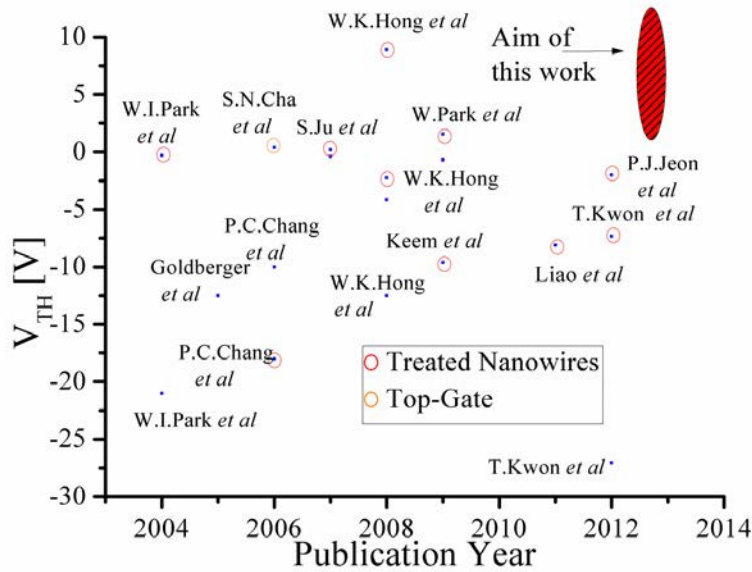 10
5
0
-5
-10
-15
-20
-25
-30
V_TH [V]
W.K.Hong et al
Aim of
this work
W.I.Park
et al
S.N.Cha
et al
S.Ju et al
W.Park et al
W.K.Hong
et al
P.J.Jeon
et al
T.Kwon et al
P.C.Chang
et al
Keem et al
Liao et al
Goldberger
et al
W.K.Hong
et al
P.C.Chang
et al
W.I.Park et al
Treated Nanowires
Top-Gate
T.Kwon et al
2004 2006 2008 2010 2012 2014
Publication Year